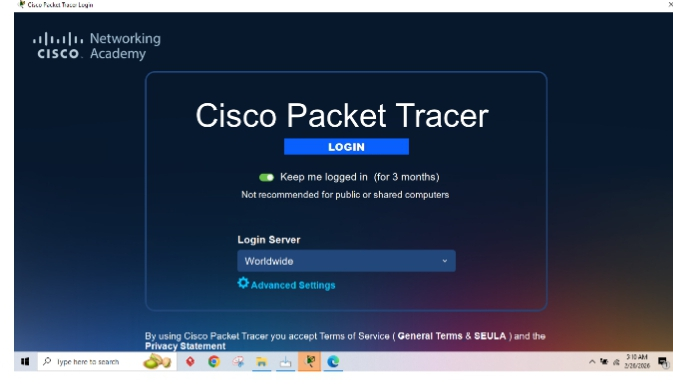 Cisco Packet Tracer Login
Networking
CISCO. Academy
Cisco Packet Tracer
LOGIN
Keep me logged in (for 3 months)
Not recommended for public or shared computers
Login Server
Worldwide
Advanced Settings
By using Cisco Packet Tracer you accept Terms of Service ( General Terms & SEULA ) and the
Privacy Statement
Type here to search
3:10 AM
2/26/2026